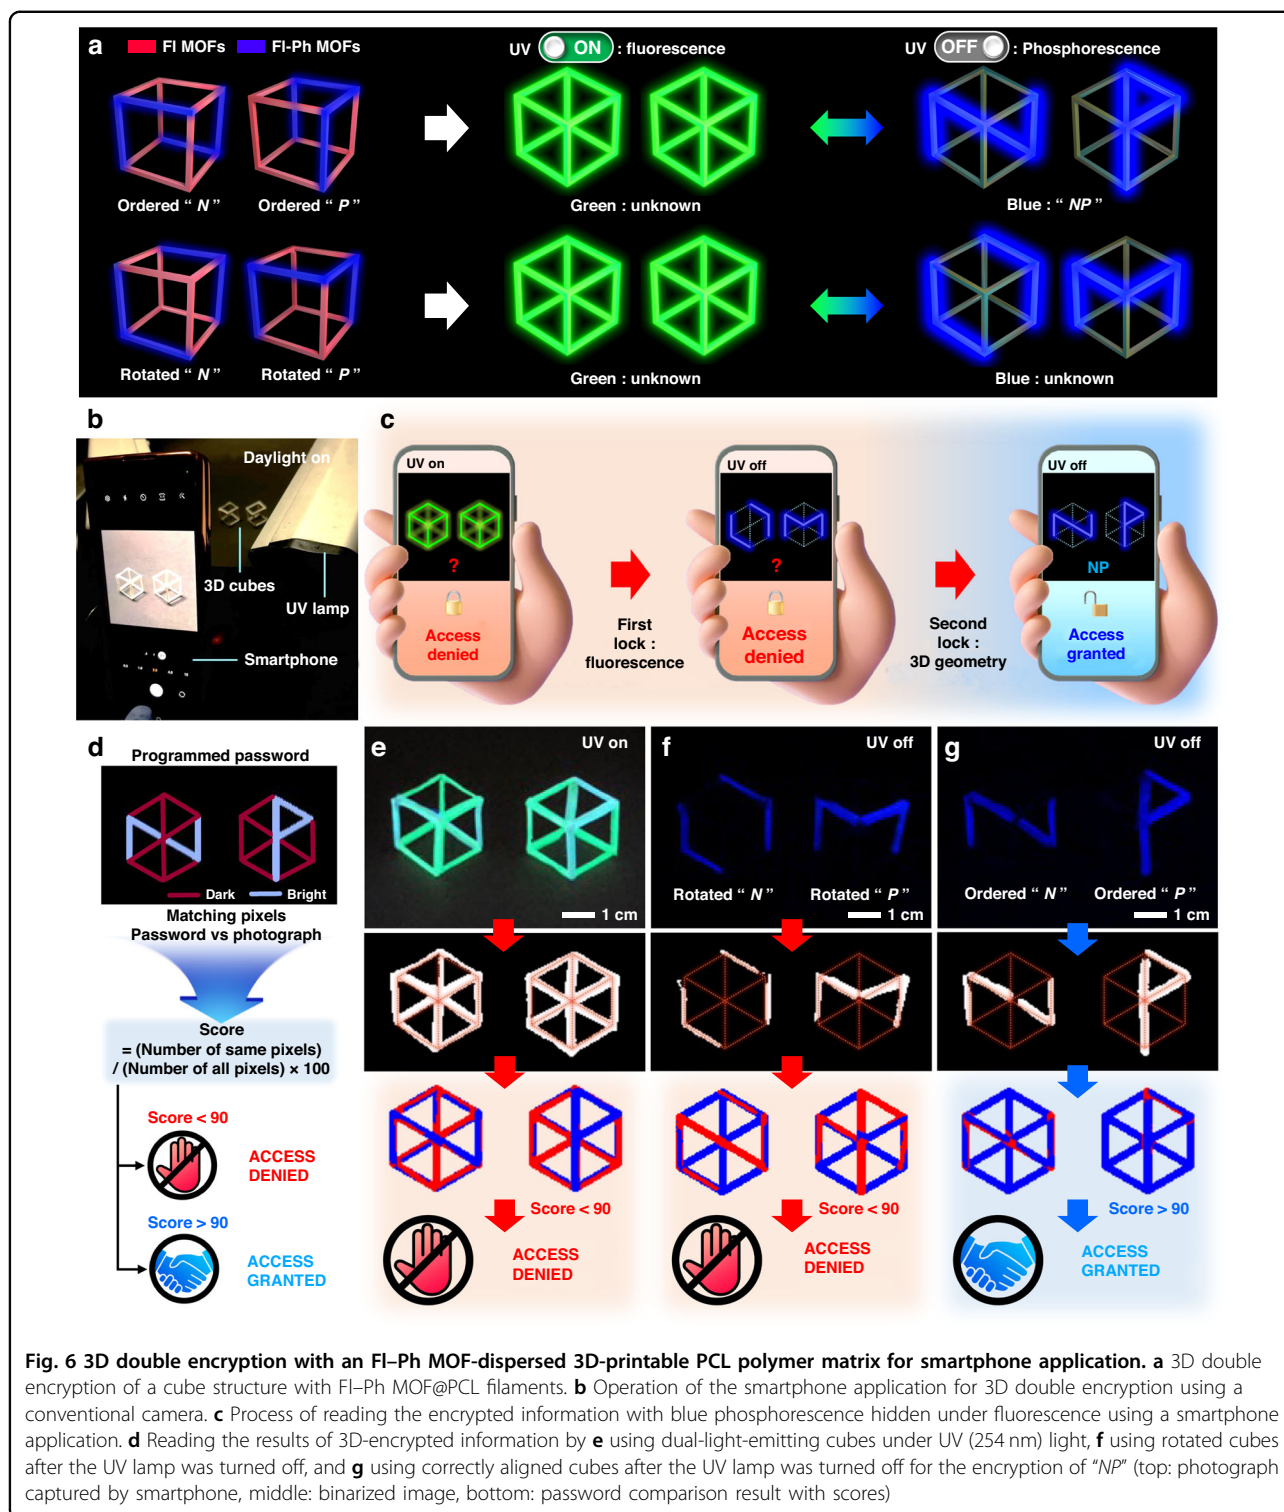 a
Fl MOFs
Fl-Ph MOFs
UV ON : fluorescence
UV OFF : Phosphorescence
Ordered “ N ”
Ordered “ P ”
Green : unknown
Blue : “ NP ”
Rotated “ N ”
Rotated “ P ”
Green : unknown
Blue : unknown
b
Daylight on
3D cubes
UV lamp
Smartphone
c
UV on
?
Access
denied
First
lock :
fluorescence
UV off
?
Access
denied
Second
lock :
3D geometry
UV off
NP
Access
granted
d
Programmed password
Dark
Bright
Matching pixels
Password vs photograph
Score
= (Number of same pixels)
/ (Number of all pixels) × 100
Score < 90
ACCESS
DENIED
Score > 90
ACCESS
GRANTED
e
UV on
1 cm
Score < 90
ACCESS
DENIED
f
UV off
Rotated “ N ”
Rotated “ P ”
1 cm
Score < 90
ACCESS
DENIED
g
UV off
Ordered “ N ”
Ordered “ P ”
1 cm
Score > 90
ACCESS
GRANTED
Fig. 6 3D double encryption with an Fl–Ph MOF-dispersed 3D-printable PCL polymer matrix for smartphone application. a 3D double
encryption of a cube structure with Fl–Ph MOF@PCL filaments. b Operation of the smartphone application for 3D double encryption using a
conventional camera. c Process of reading the encrypted information with blue phosphorescence hidden under fluorescence using a smartphone
application. d Reading the results of 3D-encrypted information by e using dual-light-emitting cubes under UV (254 nm) light, f using rotated cubes
after the UV lamp was turned off, and g using correctly aligned cubes after the UV lamp was turned off for the encryption of “NP” (top: photograph
captured by smartphone, middle: binarized image, bottom: password comparison result with scores)